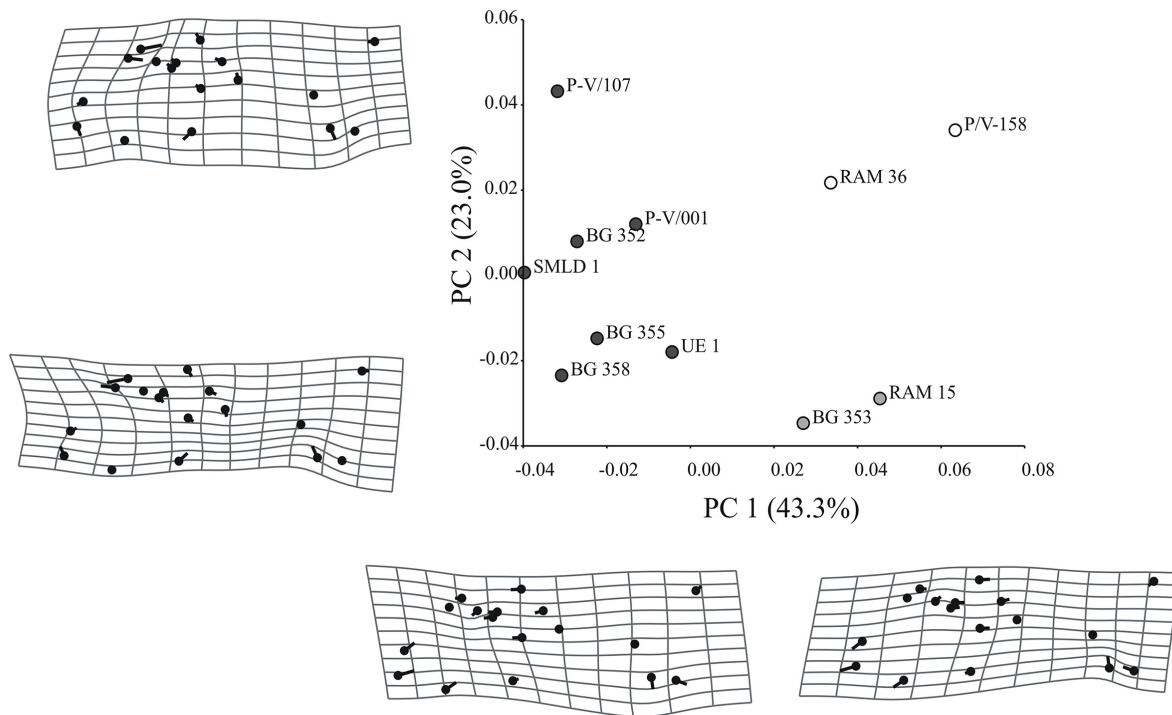 0.06
P-V/107
0.04
P/V-158
RAM 36
0.02
P-V/001
BG 352
SMLD 1
0.00
BG 355
UE 1
-0.02
BG 358
RAM 15
BG 353
-0.04
PC 2 (23.0%)
-0.04 -0.02 0.00 0.02 0.04 0.06 0.08
PC 1 (43.3%)